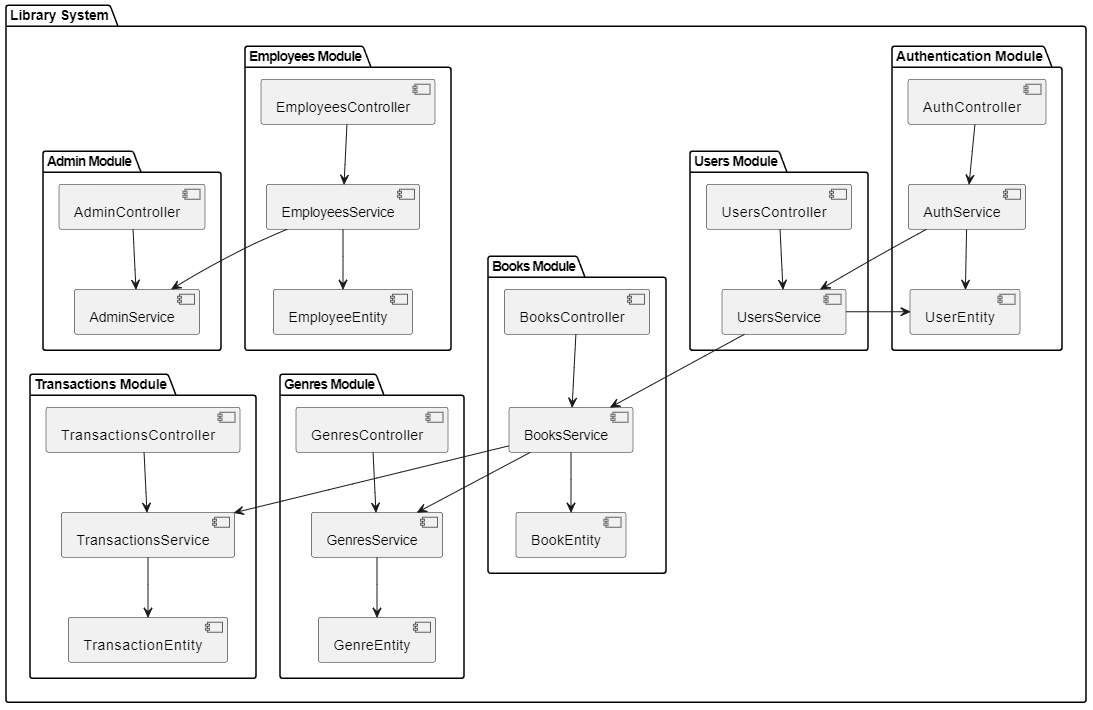 Library System
Employees Module
Authentication Module
EmployeesController
AuthController
Admin Module
Users Module
AdminController
EmployeesService
UsersController
AuthService
Books Module
AdminService
EmployeeEntity
BooksController
UsersService
UserEntity
Transactions Module
Genres Module
TransactionsController
GenresController
BooksService
TransactionsService
GenresService
BookEntity
TransactionEntity
GenreEntity